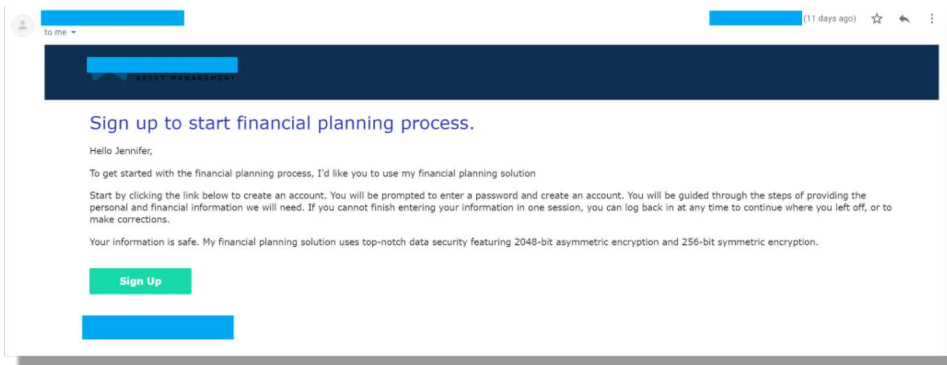 (11 days ago)
to me
ASSET MANAGEMENT
Sign up to start financial planning process.
Hello Jennifer,
To get started with the financial planning process, I'd like you to use my financial planning solution
Start by clicking the link below to create an account. You will be prompted to enter a password and create an account. You will be guided through the steps of providing the
personal and financial information we will need. If you cannot finish entering your information in one session, you can log back in at any time to continue where you left off, or to
make corrections.
Your information is safe. My financial planning solution uses top-notch data security featuring 2048-bit asymmetric encryption and 256-bit symmetric encryption.
Sign Up